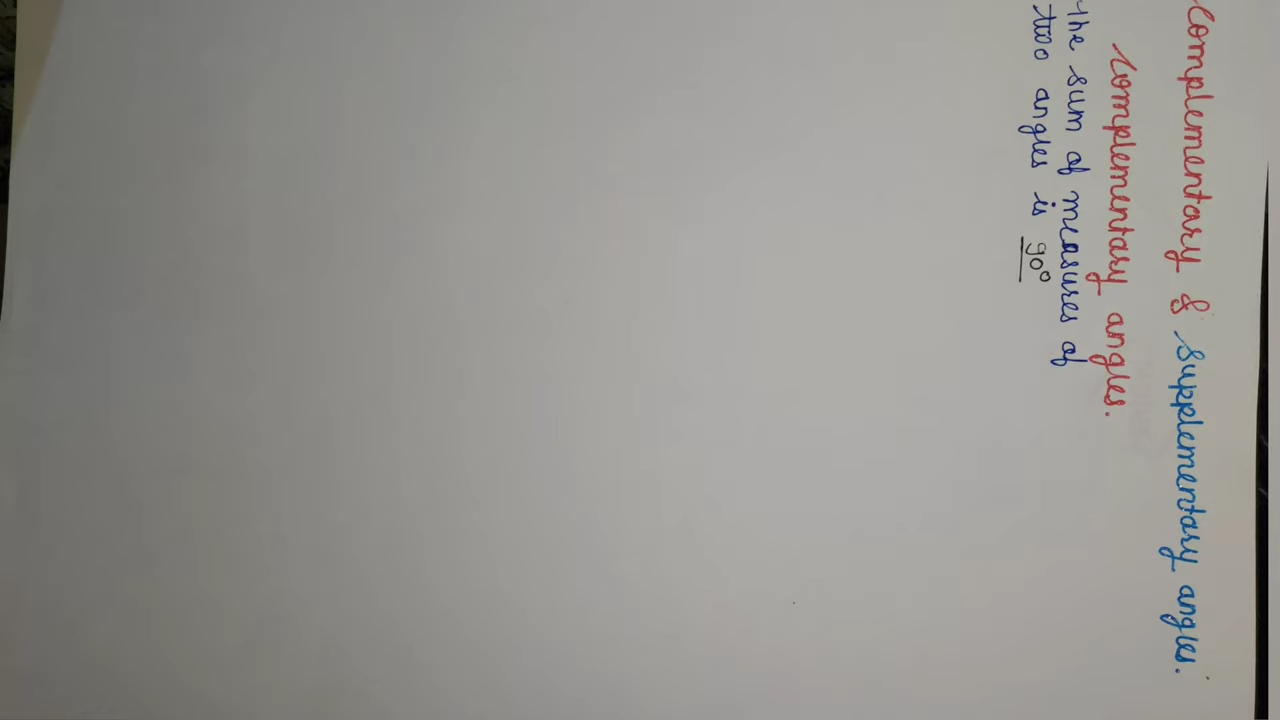 Complementary & Supplementary angles.
Complementary angles.
The sum of measures of
two angles is 90°